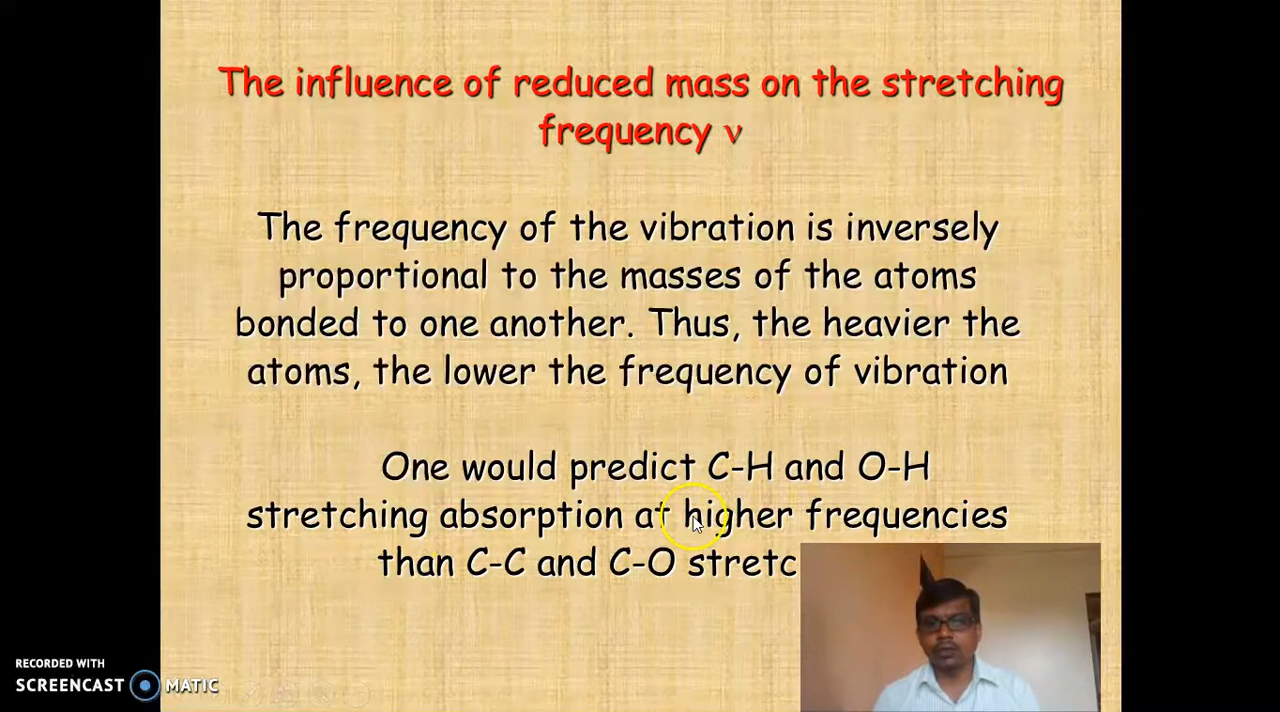 The influence of reduced mass on the stretching
frequency ν
The frequency of the vibration is inversely
proportional to the masses of the atoms
bonded to one another. Thus, the heavier the
atoms, the lower the frequency of vibration
One would predict C-H and O-H
stretching absorption at higher frequencies
than C-C and C-O stretc
RECORDED WITH
SCREENCAST MATIC